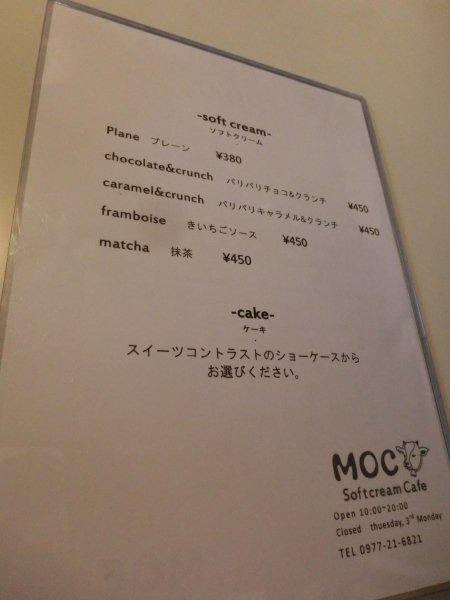 -soft cream-
ソフトクリーム
Plane プレーン ¥380
chocolate&crunch パリパリチョコ&クランチ ¥450
caramel&crunch パリパリキャラメル&クランチ ¥450
framboise きいちごソース ¥450
matcha 抹茶 ¥450
-cake-
ケーキ
スイーツコントラストのショーケースから
お選びください。
MOC
Softcream Cafe
Open 10:00~20:00
Closed thuesday, 3rd Monday
TEL 0977-21-6821